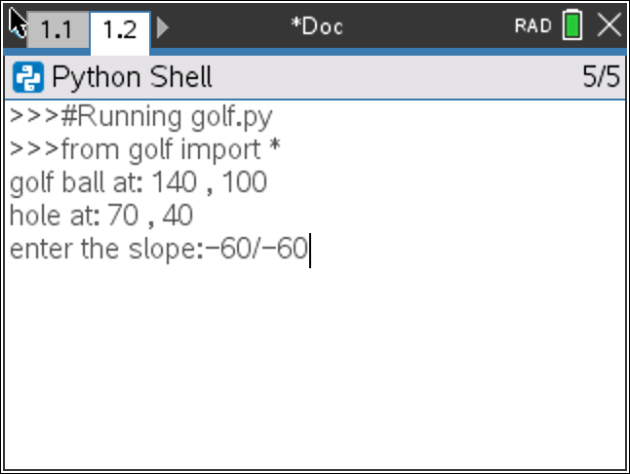 1.1 1.2 *Doc RAD
Python Shell 5/5
>>>#Running golf.py
>>>from golf import *
golf ball at: 140 , 100
hole at: 70 , 40
enter the slope:−60/−60